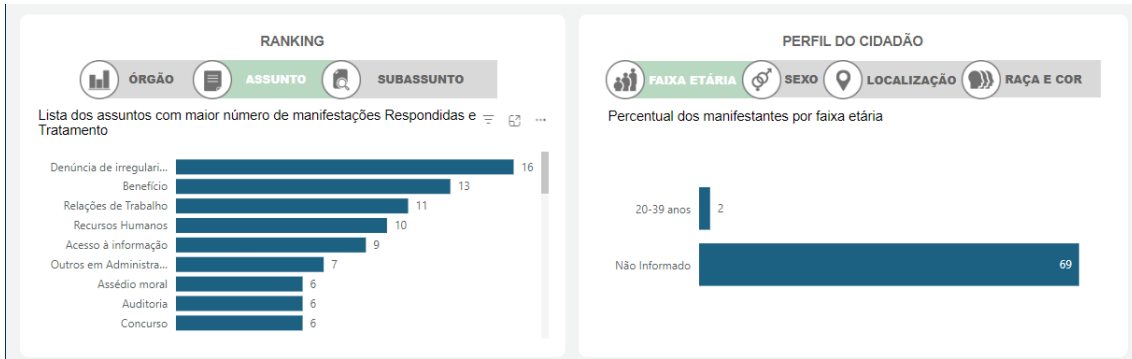 RANKING
ÓRGÃO
ASSUNTO
SUBASSUNTO
Lista dos assuntos com maior número de manifestações Respondidas e
Tratamento
Denúncia de irregulari... 16
Benefício 13
Relações de Trabalho 11
Recursos Humanos 10
Acesso à informação 9
Outros em Administra... 7
Assédio moral 6
Auditoria 6
Concurso 6
PERFIL DO CIDADÃO
FAIXA ETÁRIA
SEXO
LOCALIZAÇÃO
RAÇA E COR
Percentual dos manifestantes por faixa etária
20-39 anos 2
Não Informado 69